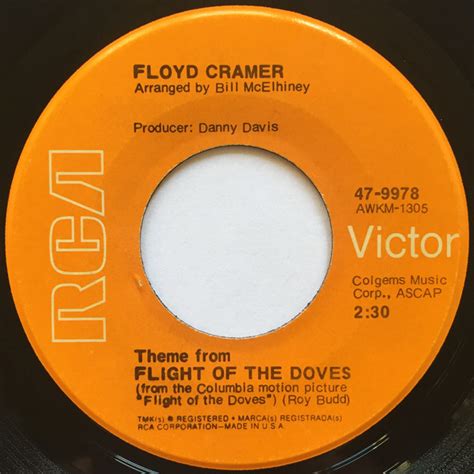 FLOYD CRAMER
Arranged by Bill McElhiney
Producer: Danny Davis
RCA
47-9978
AWKM-1305
Victor
Colgems Music
Corp., ASCAP
2:30
Theme from
FLIGHT OF THE DOVES
(from the Columbia motion picture
"Flight of the Doves") (Roy Budd)
TMK(s) ® REGISTERED • MARCA(s) REGISTRADA(s)
RCA CORPORATION—MADE IN U.S.A.